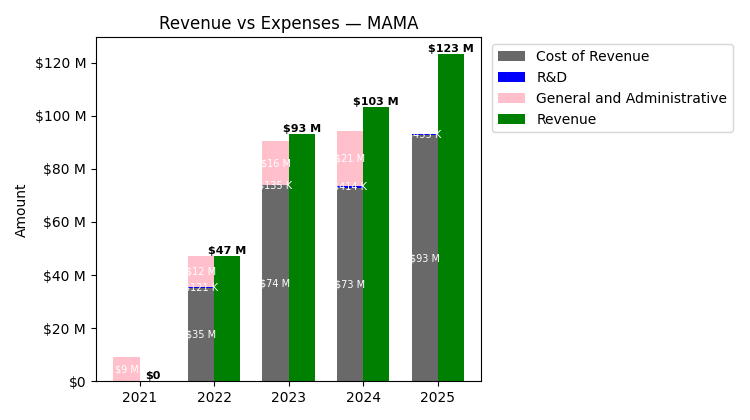 Revenue vs Expenses — MAMA
Cost of Revenue
R&D
General and Administrative
Revenue
Amount
$120 M
$100 M
$80 M
$60 M
$40 M
$20 M
$0
$9 M
$0
$47 M
$12 M
$121 K
$35 M
$93 M
$16 M
$135 K
$74 M
$103 M
$21 M
$414 K
$73 M
$123 M
$93 M
2021
2022
2023
2024
2025